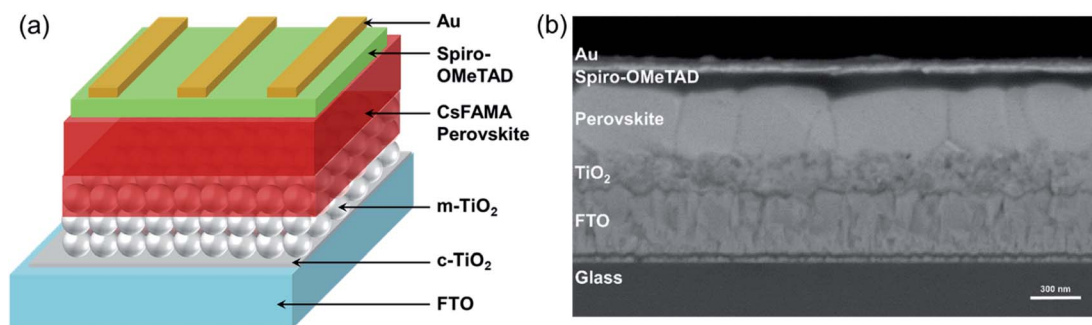 (a)
Au
Spiro-
OMeTAD
CsFAMA
Perovskite
m-TiO₂
c-TiO₂
FTO
(b)
Au
Spiro-OMeTAD
Perovskite
TiO₂
FTO
Glass
300 nm